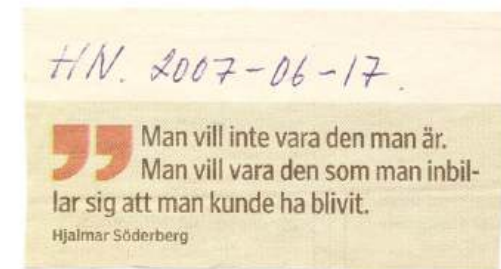 HN. 2007-06-17.
” Man vill inte vara den man är.
Man vill vara den som man inbil-
lar sig att man kunde ha blivit.
Hjalmar Söderberg